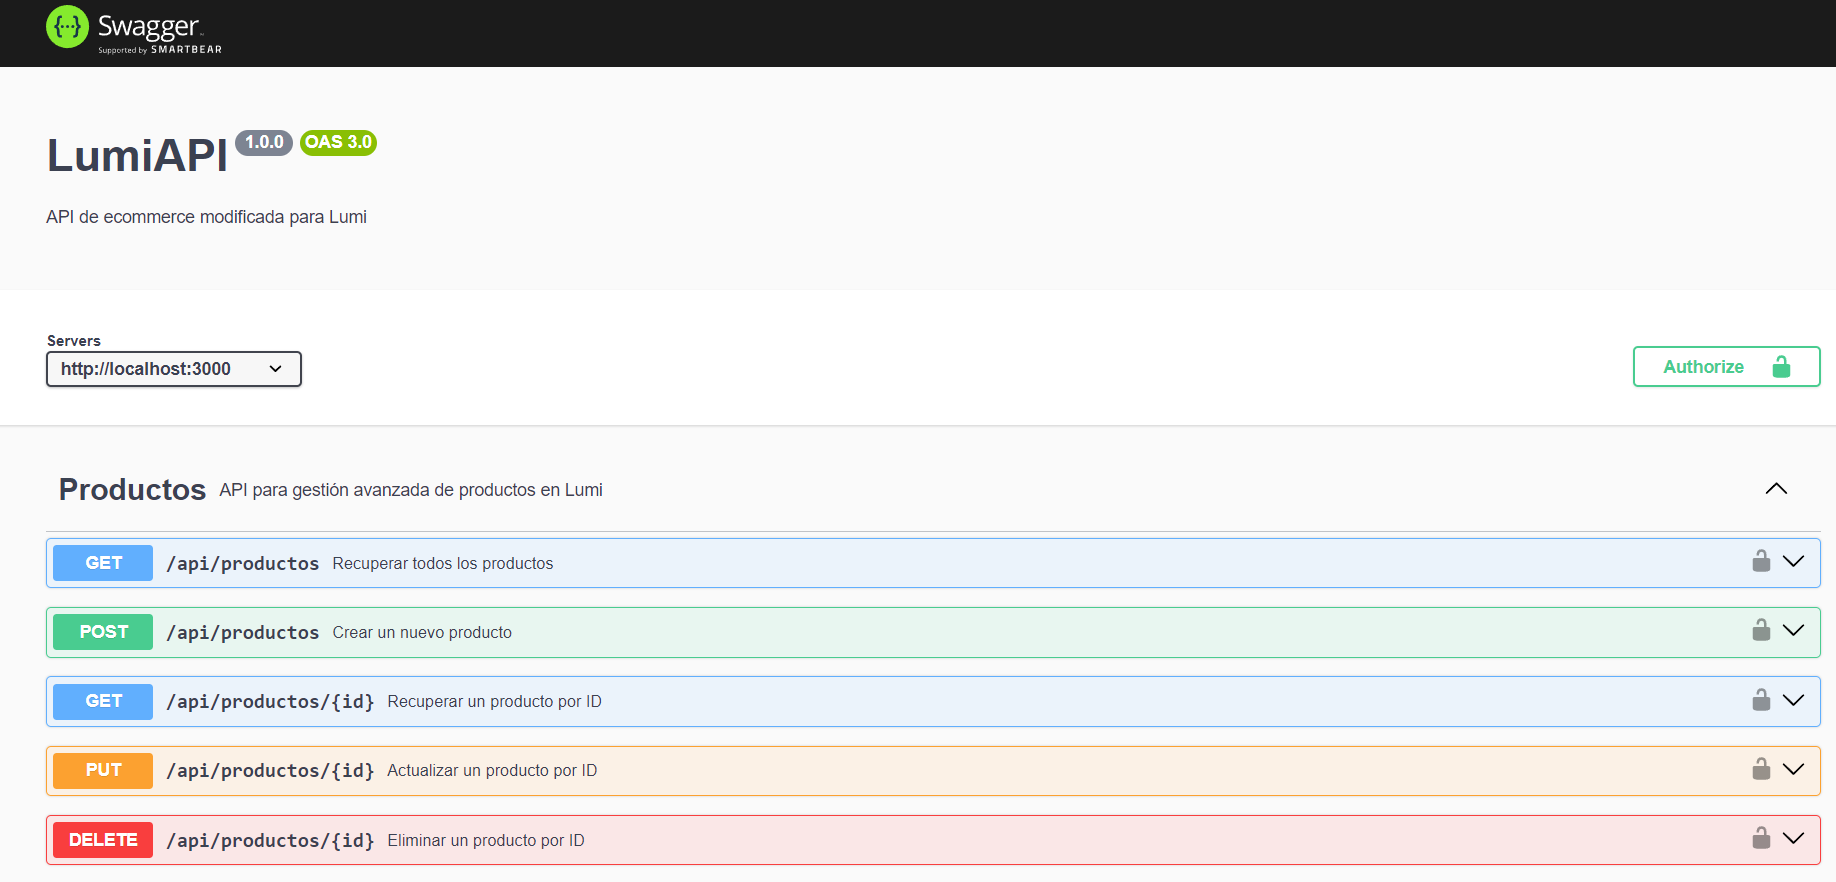 Swagger
Supported by SMARTBEAR
LumiAPI 1.0.0 OAS 3.0
API de ecommerce modificada para Lumi
Servers
http://localhost:3000
Authorize
Productos API para gestión avanzada de productos en Lumi
GET /api/productos Recuperar todos los productos
POST /api/productos Crear un nuevo producto
GET /api/productos/{id} Recuperar un producto por ID
PUT /api/productos/{id} Actualizar un producto por ID
DELETE /api/productos/{id} Eliminar un producto por ID